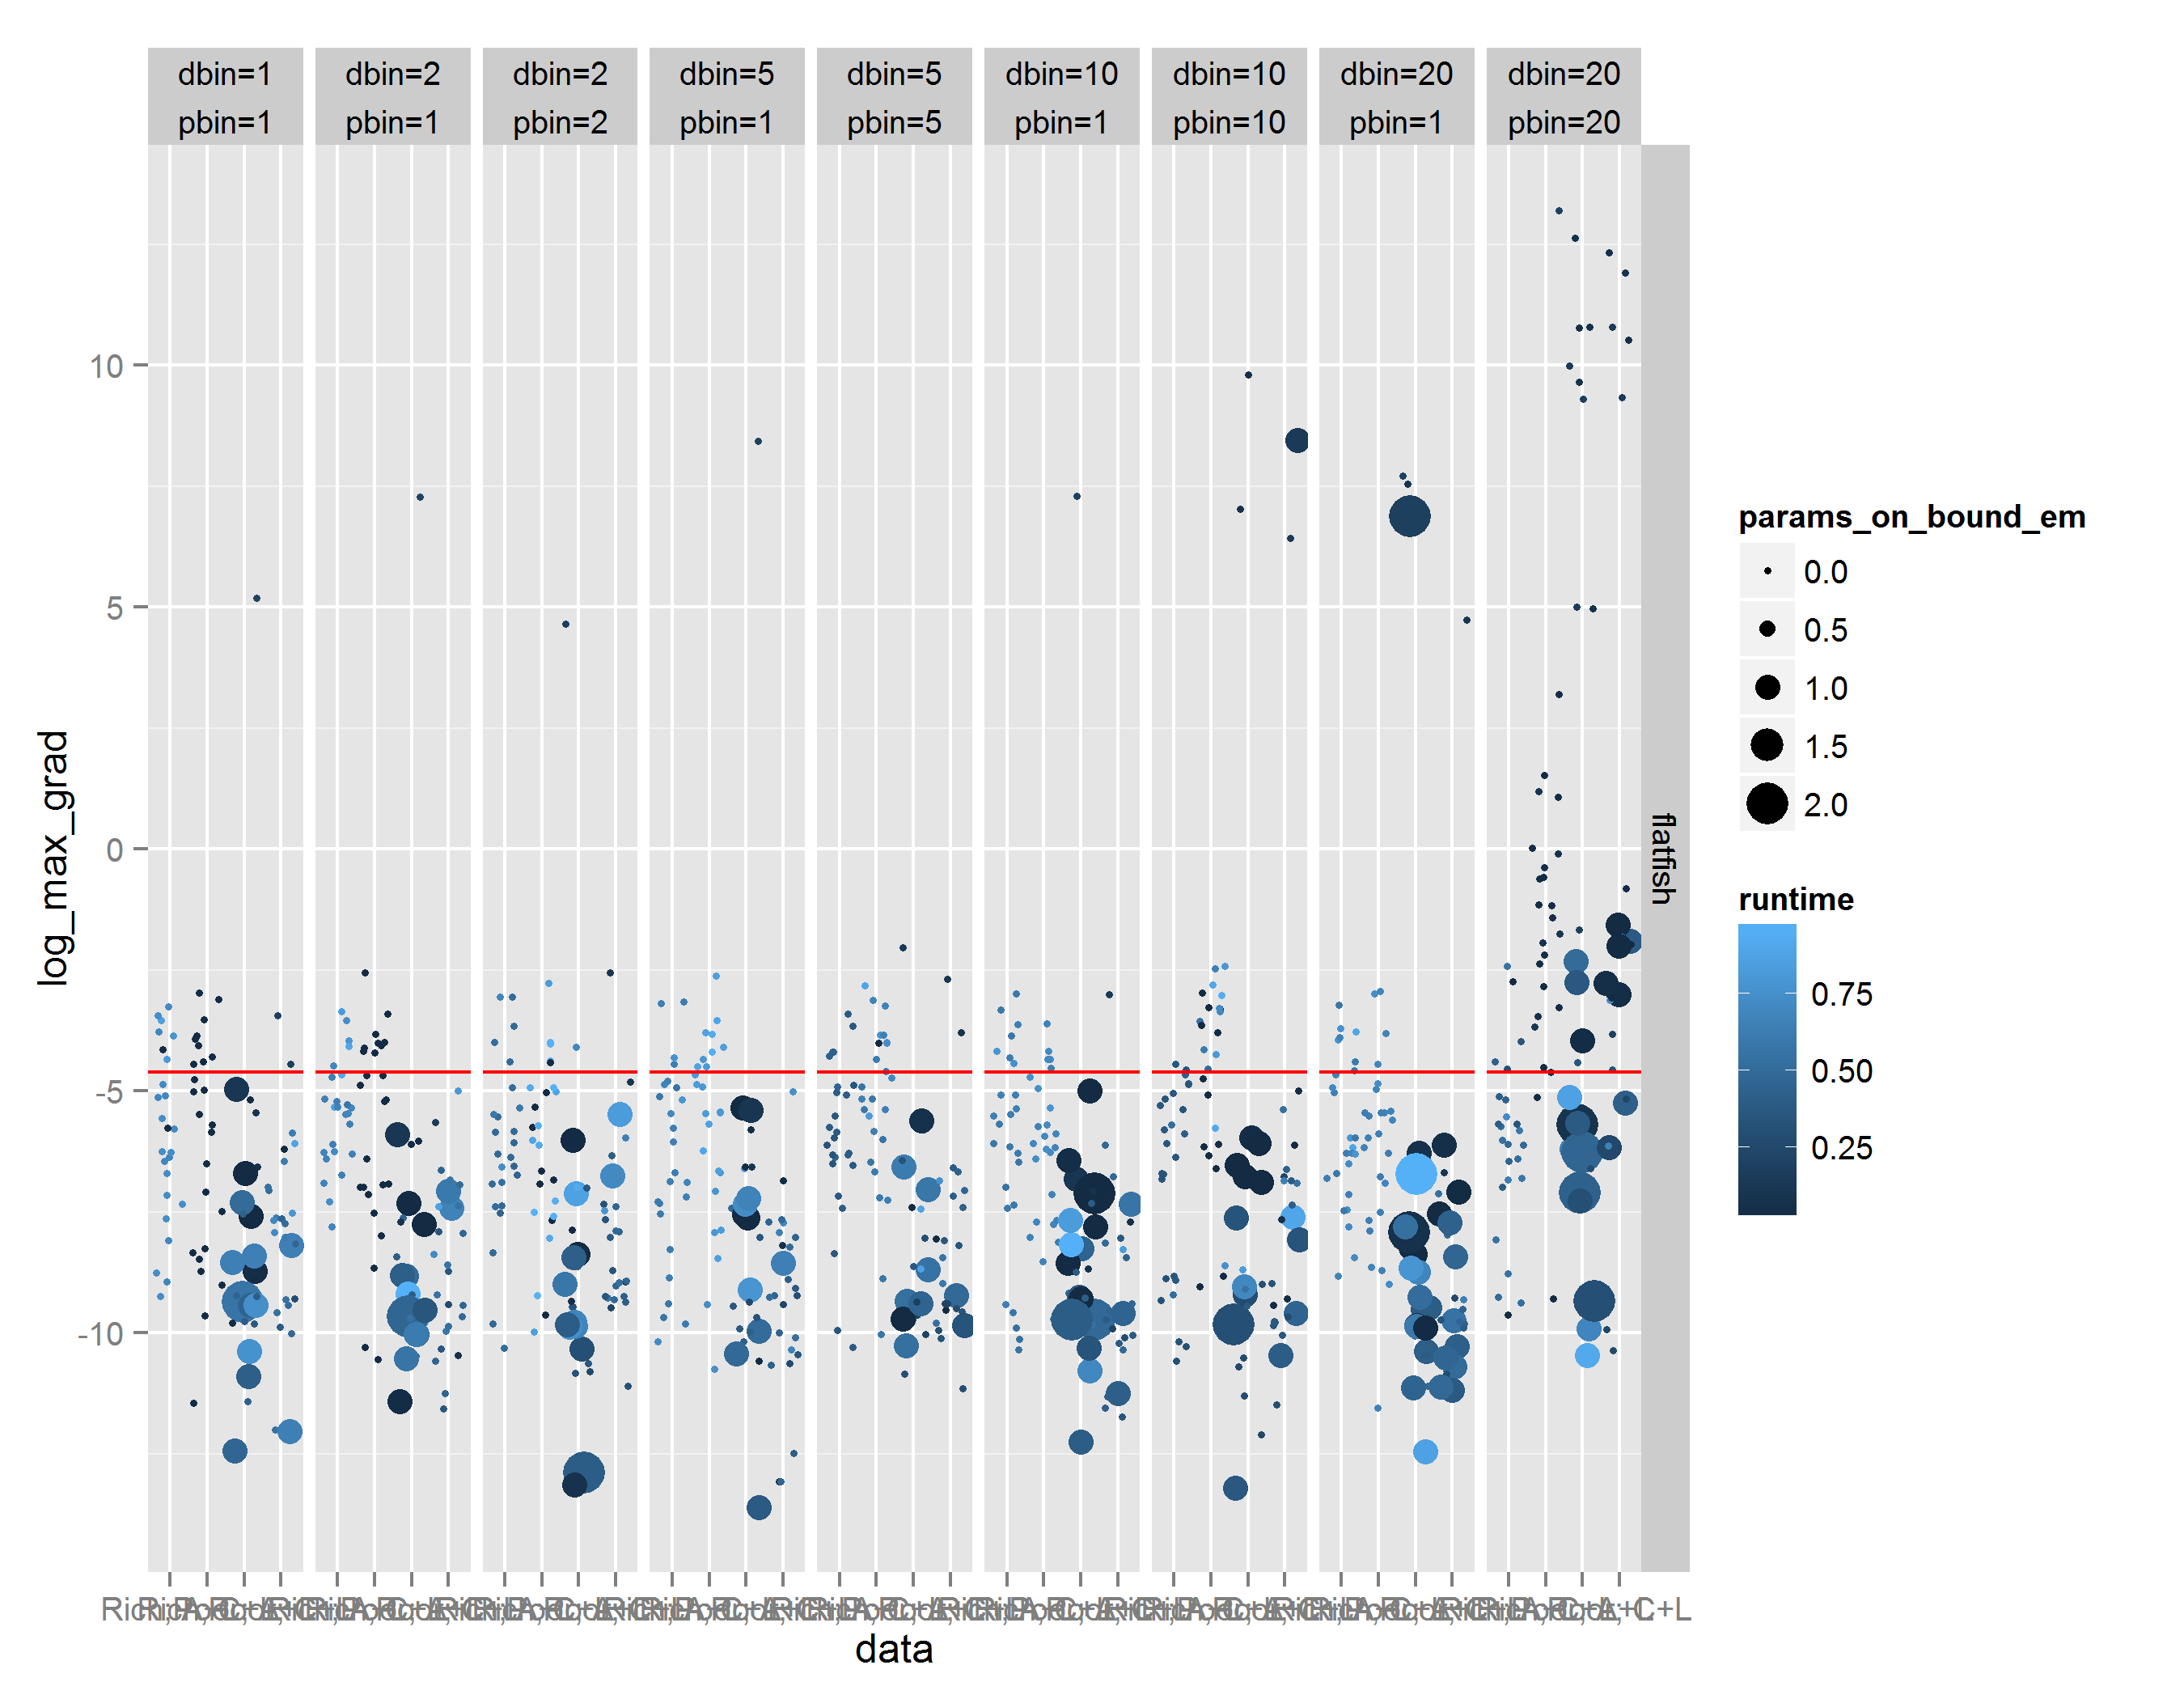 dbin=1 dbin=2 dbin=2 dbin=5 dbin=5 dbin=10 dbin=10 dbin=20 dbin=20
pbin=1 pbin=1 pbin=2 pbin=1 pbin=5 pbin=1 pbin=10 pbin=1 pbin=20
10
5
0
-5
-10
log_max_grad
flatfish
data
params_on_bound_em
0.0
0.5
1.0
1.5
2.0
runtime
0.75
0.50
0.25